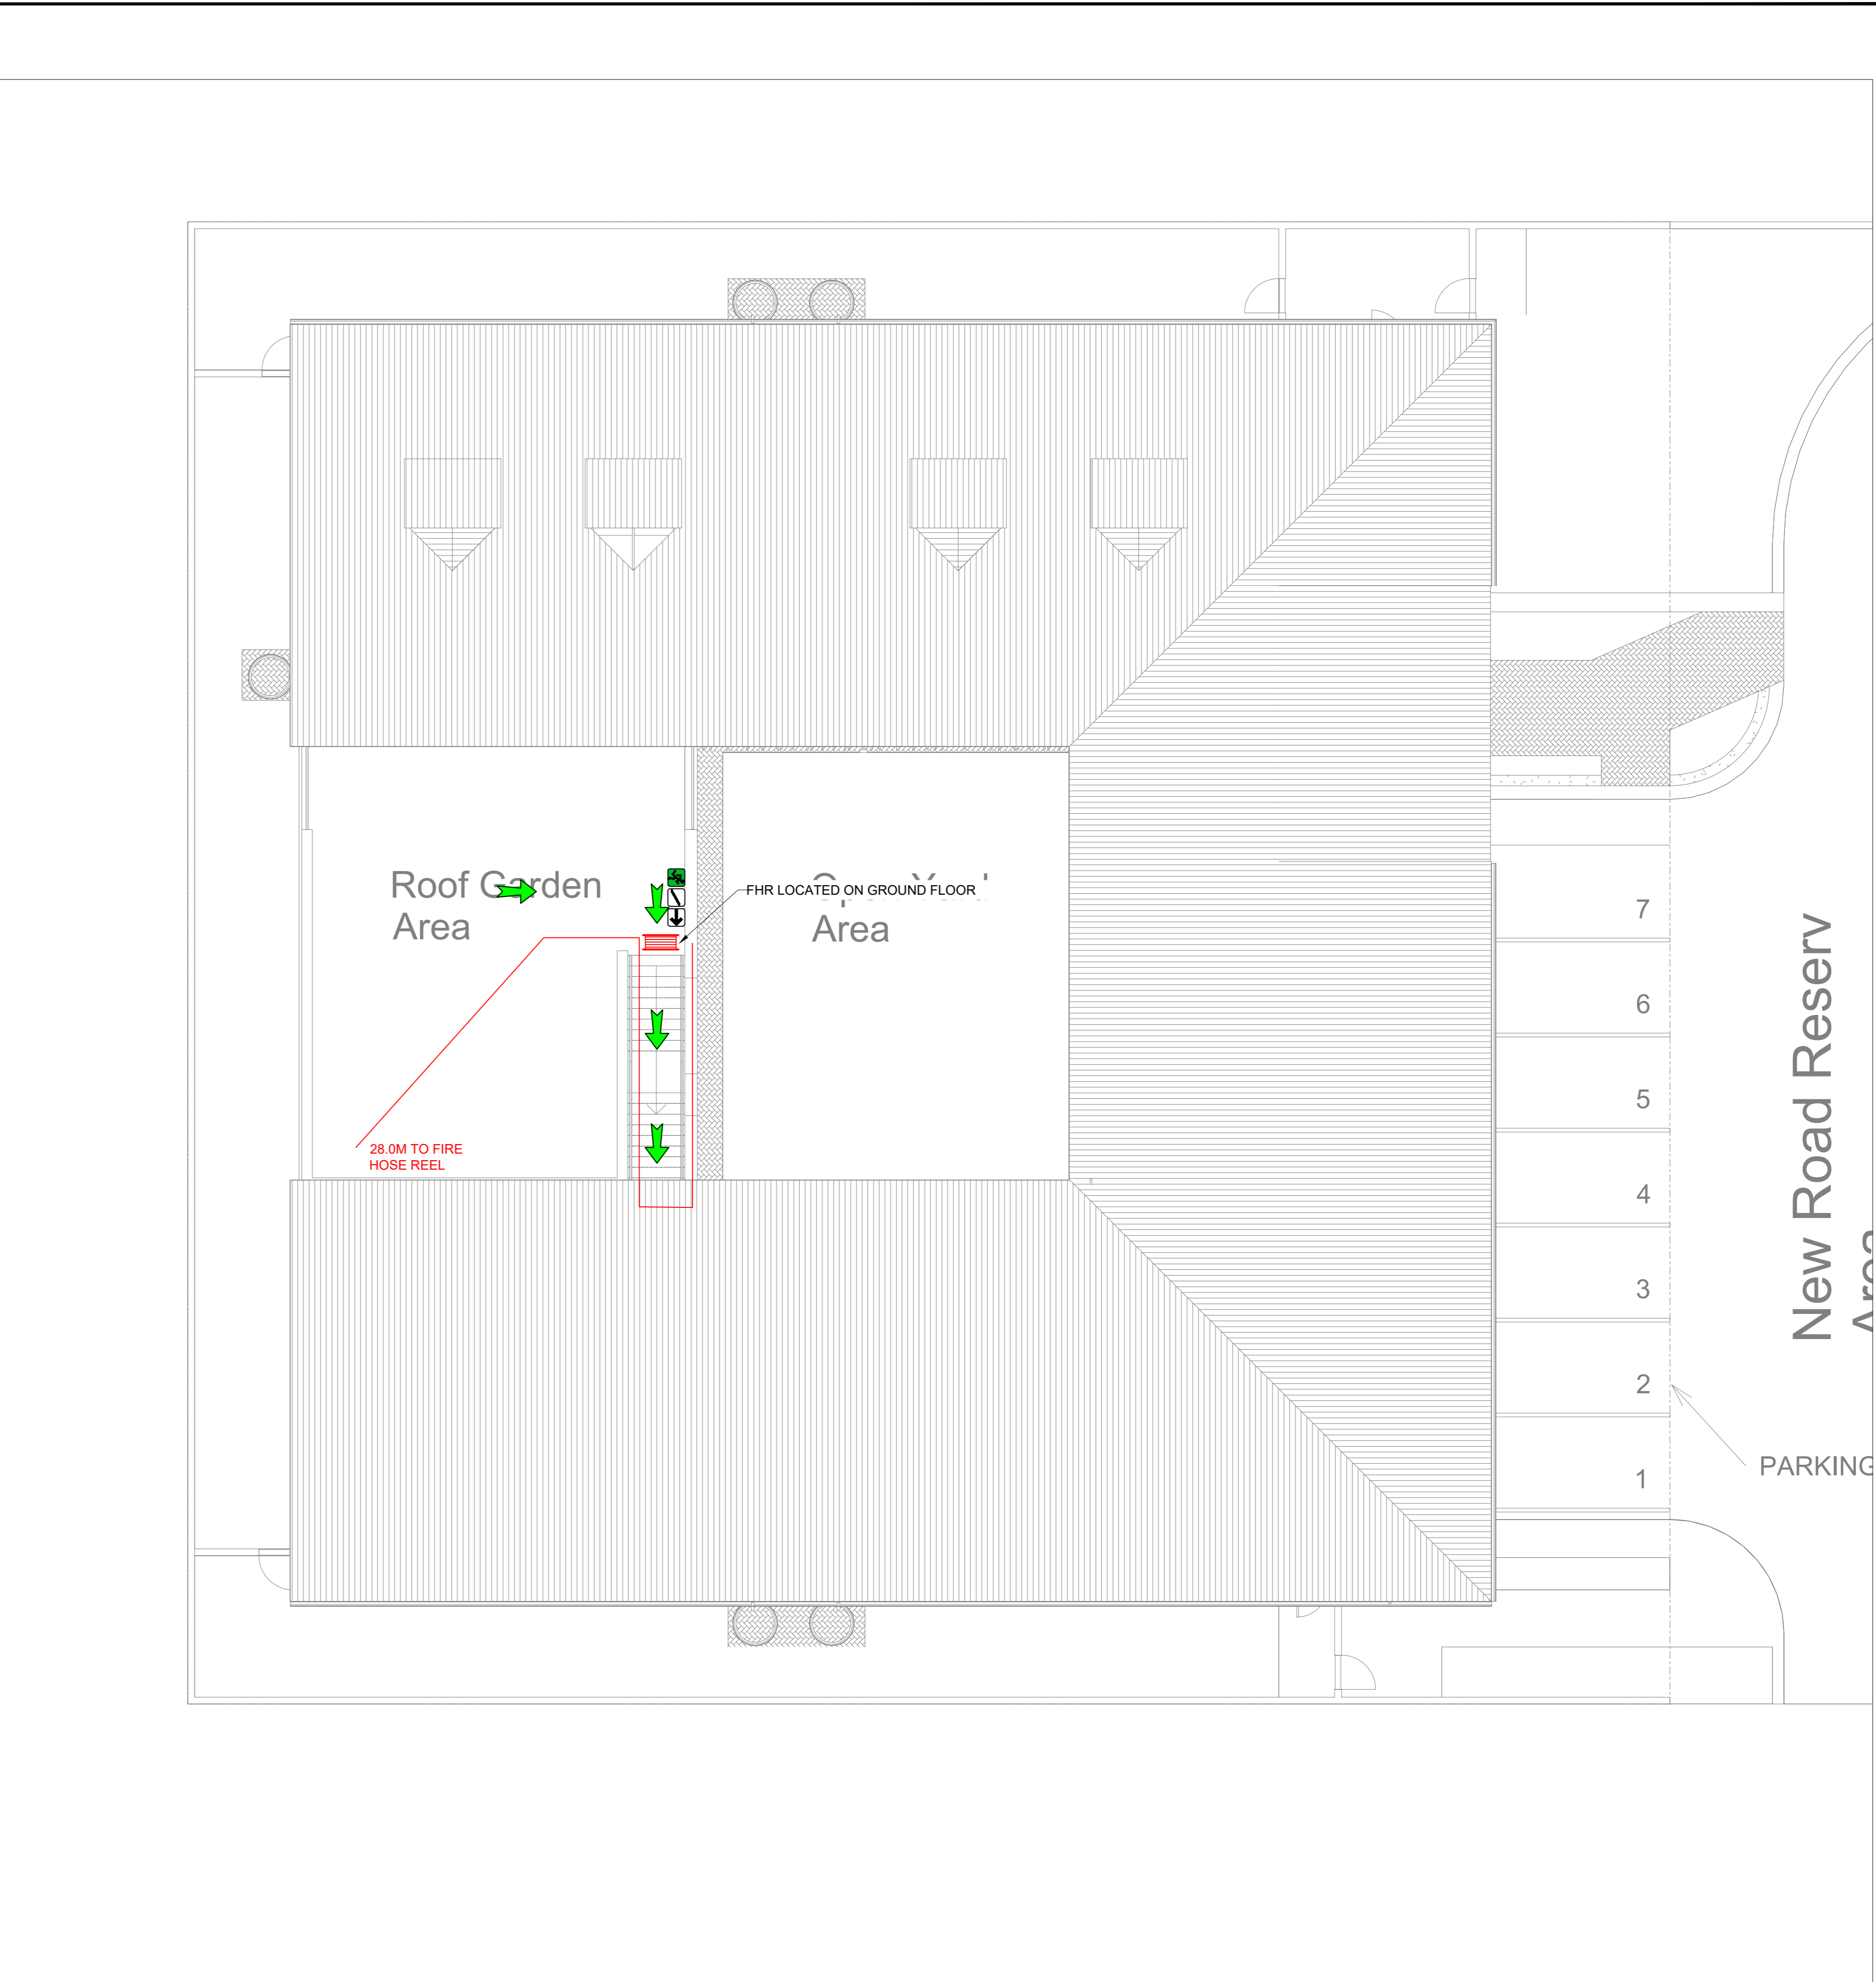 Roof Garden
Area
FHR LOCATED ON GROUND FLOOR
Area
28.0M TO FIRE
HOSE REEL
7
6
5
4
3
2
1
New Road Reserv
PARKING